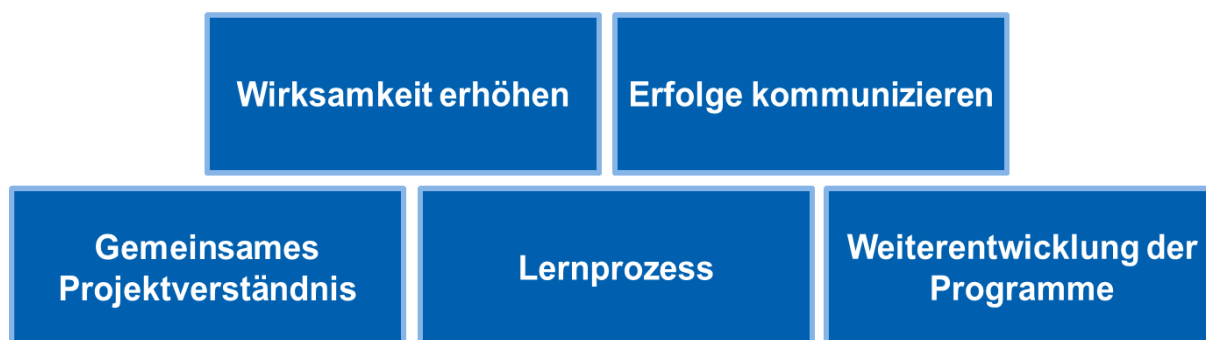 Wirksamkeit erhöhen
Erfolge kommunizieren
Gemeinsames
Projektverständnis
Lernprozess
Weiterentwicklung der
Programme